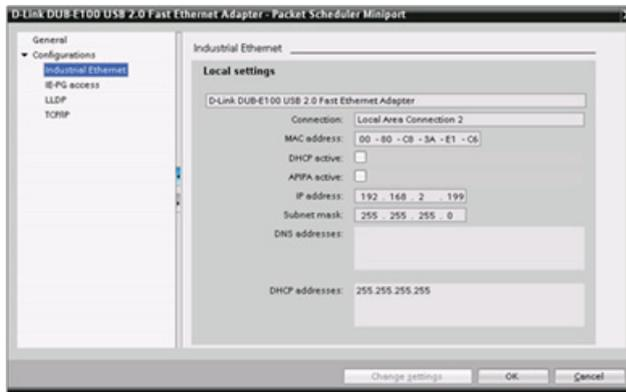 D-Link DUB-E100 USB 2.0 Fast Ethernet Adapter - Packet Scheduler Miniport
General
Configurations
Industrial Ethernet
IE-PG access
LLDP
TCP/IP
Industrial Ethernet
Local settings
D-Link DUB-E100 USB 2.0 Fast Ethernet Adapter
Connection: Local Area Connection 2
MAC address: 00 - 80 - C8 - 3A - E1 - C6
DHCP active:
APIPA active:
IP address: 192 . 168 . 2 . 199
Subnet mask: 255 . 255 . 255 . 0
DNS addresses:
DHCP addresses: 255.255.255.255
Change settings OK Cancel